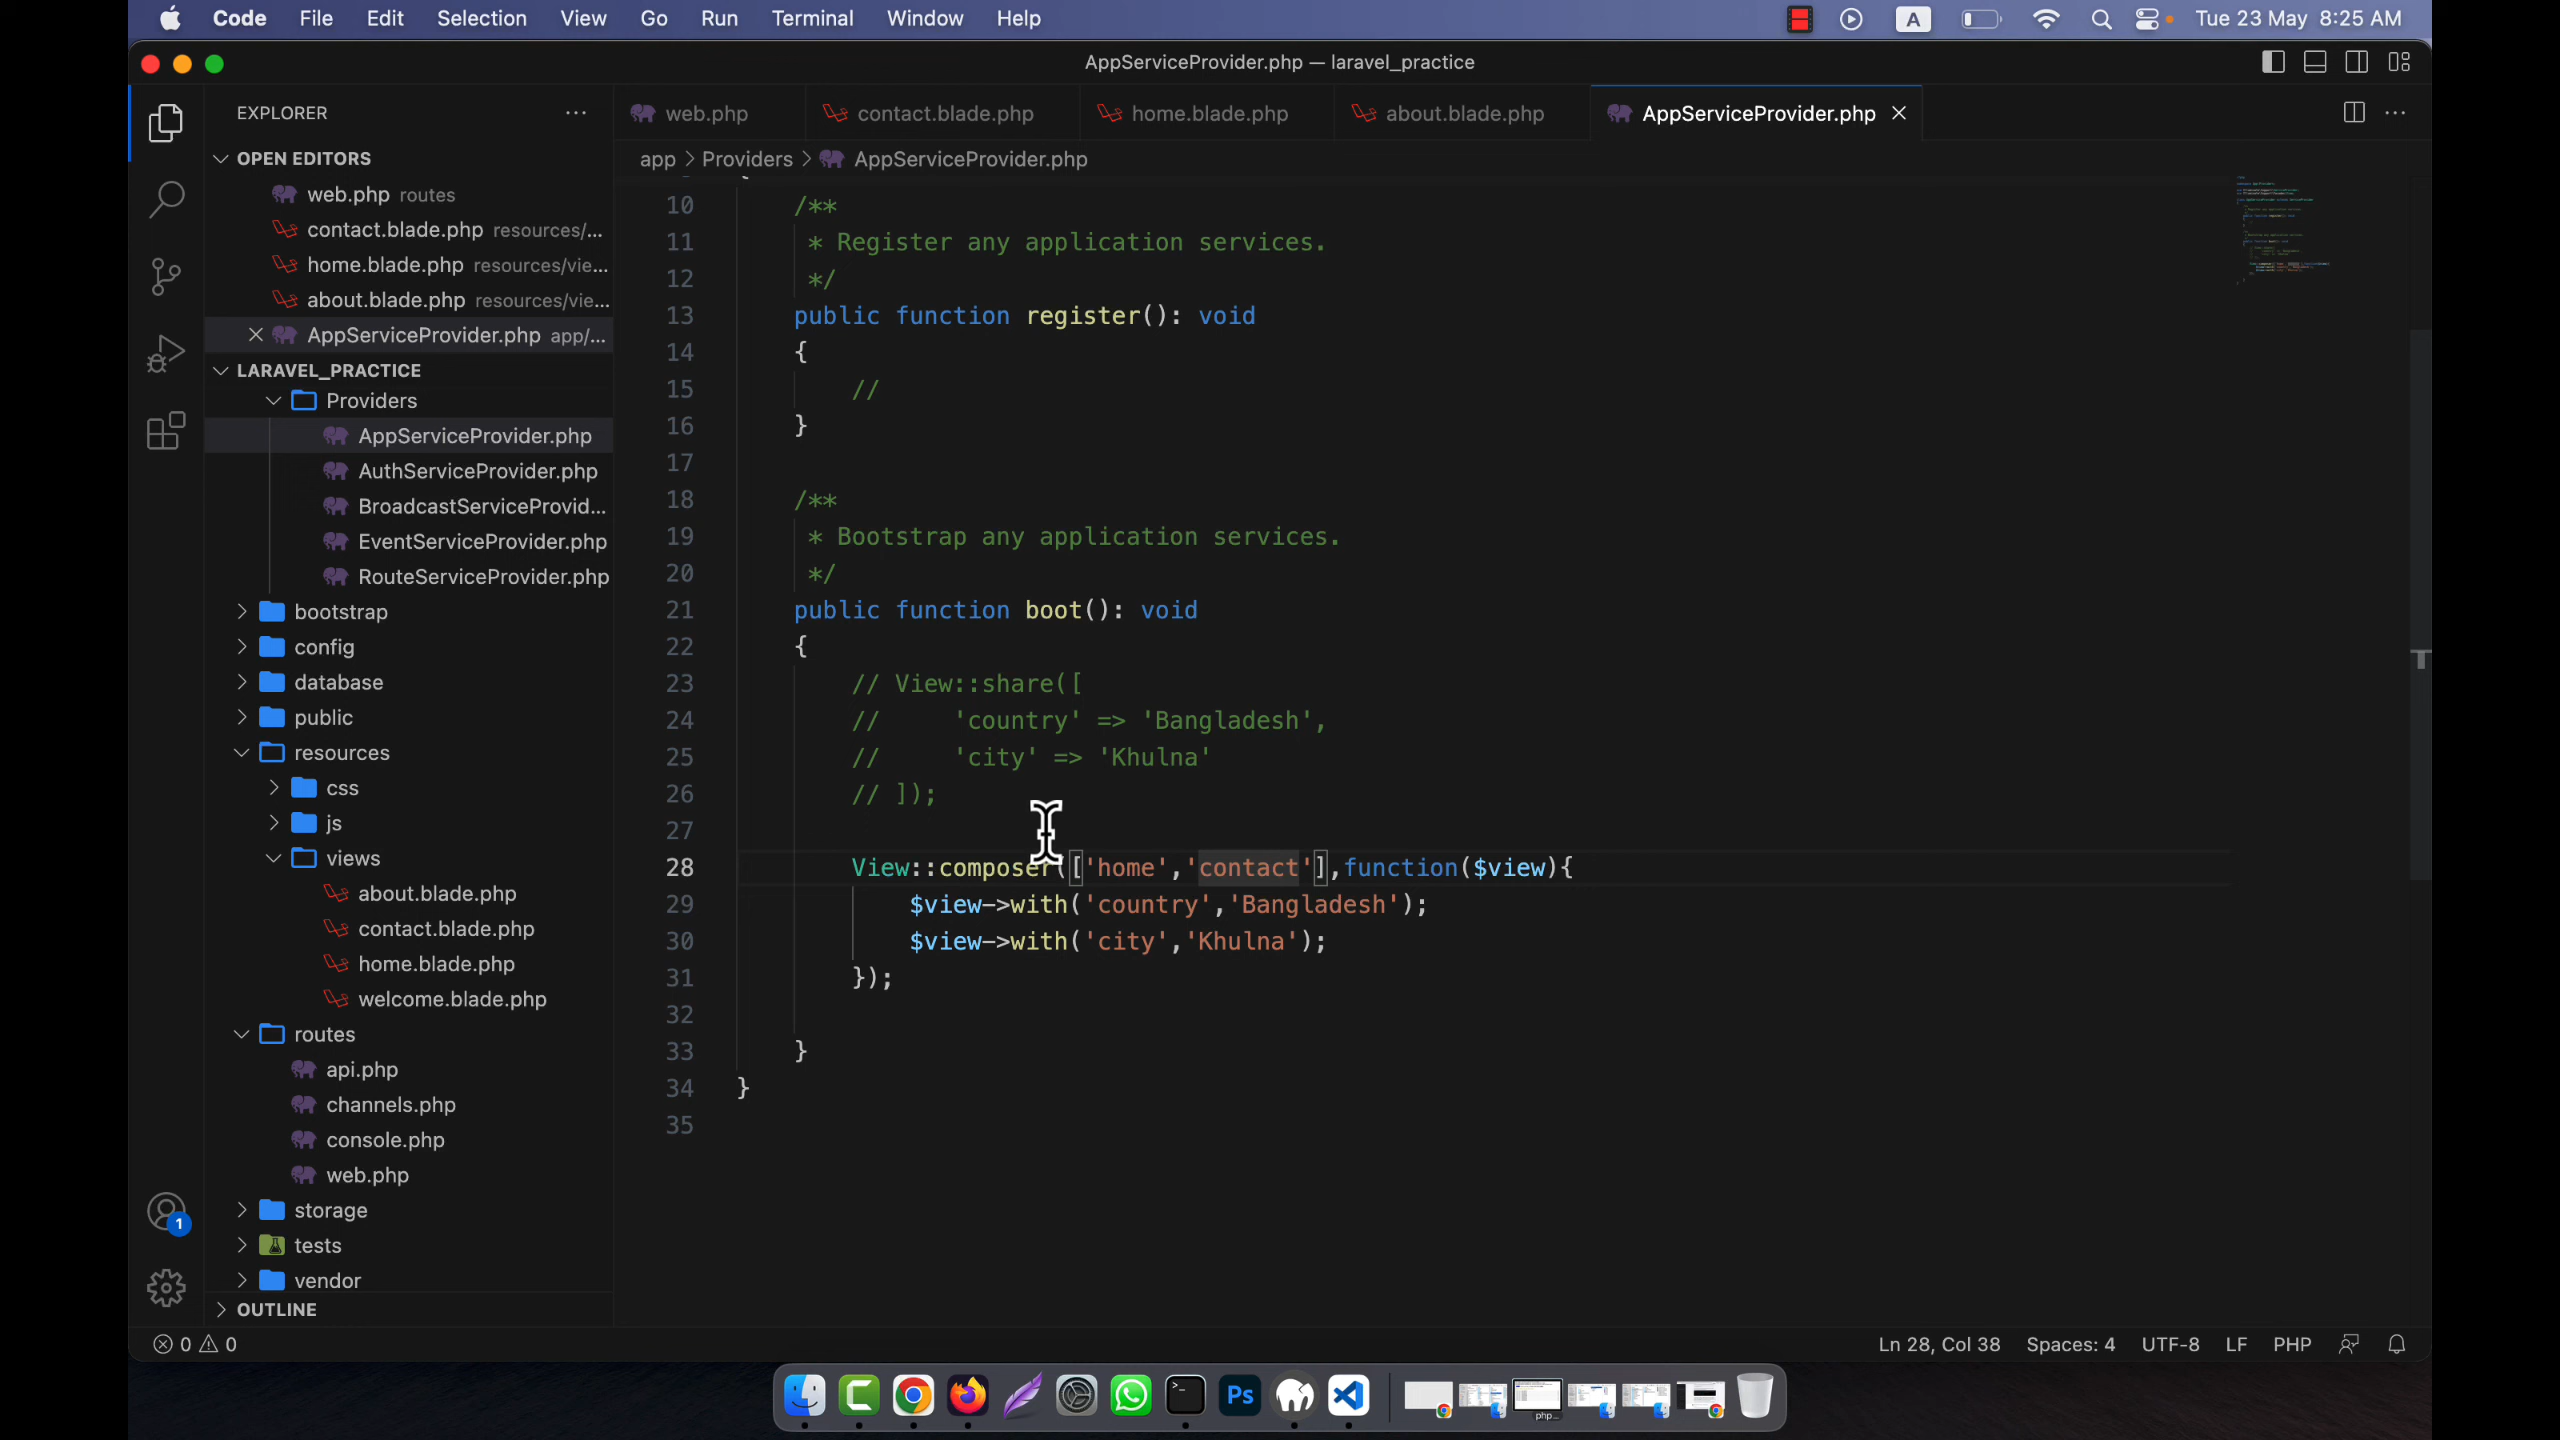 Code File Edit Selection View Go Run Terminal Window Help A Tue 23 May 8:25 AM
AppServiceProvider.php — laravel_practice
EXPLORER
OPEN EDITORS
web.php routes
contact.blade.php resources/...
home.blade.php resources/vie...
about.blade.php resources/vie...
AppServiceProvider.php app/...
LARAVEL_PRACTICE
Providers
AppServiceProvider.php
AuthServiceProvider.php
BroadcastServiceProvid...
EventServiceProvider.php
RouteServiceProvider.php
bootstrap
config
database
public
resources
css
js
views
about.blade.php
contact.blade.php
home.blade.php
welcome.blade.php
routes
api.php
channels.php
console.php
web.php
storage
tests
vendor
OUTLINE
1
web.php contact.blade.php home.blade.php about.blade.php AppServiceProvider.php
app > Providers > AppServiceProvider.php
10 /**
11 * Register any application services.
12 */
13 public function register(): void
14 {
15 //
16 }
17
18 /**
19 * Bootstrap any application services.
20 */
21 public function boot(): void
22 {
23 // View::share([
24 // 'country' => 'Bangladesh',
25 // 'city' => 'Khulna'
26 // ]);
27
28 View::composer(['home','contact'],function($view){
29 $view->with('country','Bangladesh');
30 $view->with('city','Khulna');
31 });
32
33 }
34 }
35
0 0 Ln 28, Col 38 Spaces: 4 UTF-8 LF PHP
Ps
php